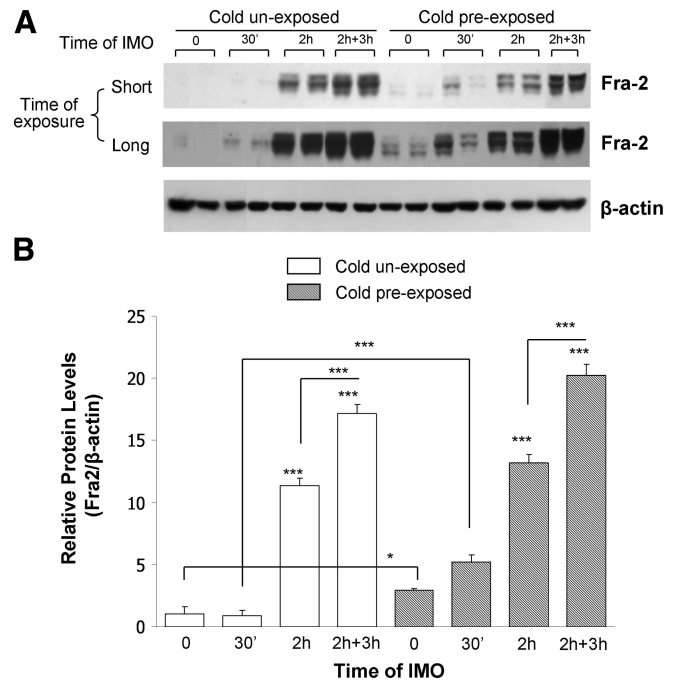 A
Cold un-exposed Cold pre-exposed
Time of IMO 0 30' 2h 2h+3h 0 30' 2h 2h+3h
Short Fra-2
Time of exposure
Long Fra-2
β-actin
B
Cold un-exposed
Cold pre-exposed
Relative Protein Levels
(Fra2/β-actin)
25
20
15
10
5
0
***
***
***
***
***
***
***
***
*
0 30' 2h 2h+3h 0 30' 2h 2h+3h
Time of IMO